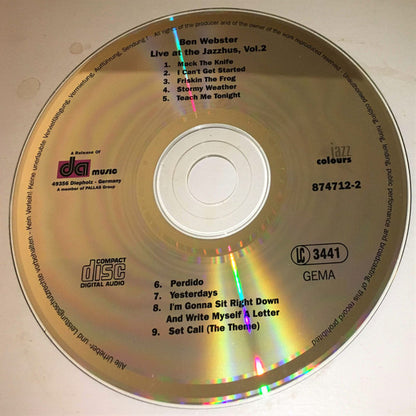 Ben Webster
Live at the Jazzhus, Vol.2
1. Mack The Knife
2. I Can't Get Started
3. Friskin The Frog
4. Stormy Weather
5. Teach Me Tonight
A Release Of
da music
49356 Diepholz - Germany
A member of PALLAS Group
jazz
colours
874712-2
COMPACT
disc
DIGITAL AUDIO
LC 3441
GEMA
6. Perdido
7. Yesterdays
8. I'm Gonna Sit Right Down
And Write Myself A Letter
9. Set Call (The Theme)
Alle Urheber- und Leistungsschutzrechte vorbehalten - Kein Verleih! Keine unerlaubte Vervielfältigung, Vermietung, Aufführung, Sendung!
All rights of the producer and of the owner of the work reproduced reserved. Unauthorised copying, hiring, lending, public performance and broadcasting of this record prohibited.